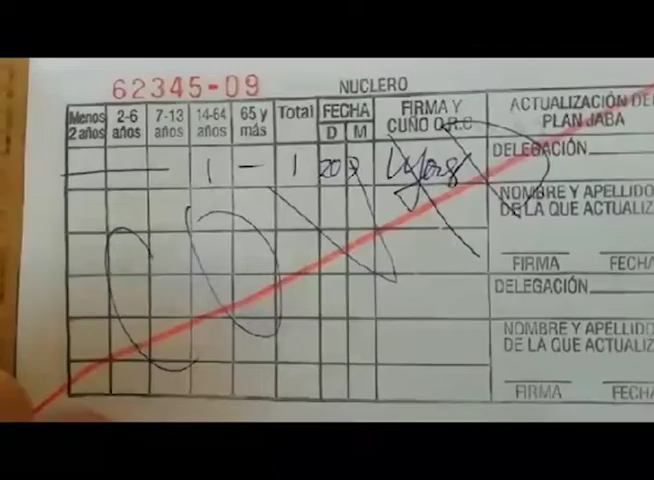 62345-09
NUCLERO
Menos 2 años
2-6 años
7-13 años
14-64 años
65 y más
Total
FECHA
D M
FIRMA Y CUÑO O.R.C
ACTUALIZACIÓN DE
PLAN JABA
— — 1 — 1 20
DELEGACIÓN
NOMBRE Y APELLIDO
DE LA QUE ACTUALIZ
FIRMA FECHA
DELEGACIÓN
NOMBRE Y APELLIDO
DE LA QUE ACTUALIZ
FIRMA FECHA